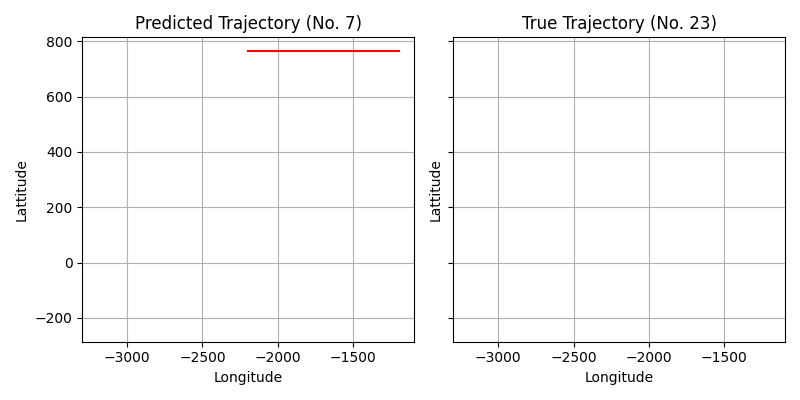 Predicted Trajectory (No. 7)
True Trajectory (No. 23)
800
600
400
200
0
−200
Lattitude
Lattitude
−3000
−2500
−2000
−1500
−3000
−2500
−2000
−1500
Longitude
Longitude